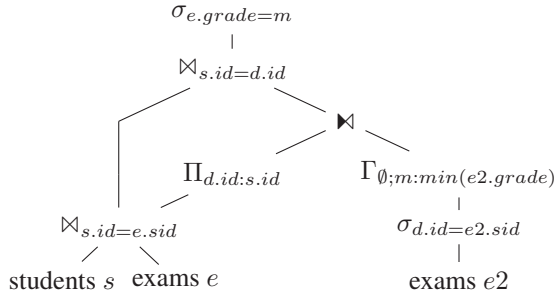 σ_{e.grade=m}
⋈_{s.id=d.id}
⧑
Π_{d.id:s.id} Γ_{∅;m:min(e2.grade)}
⋈_{s.id=e.sid} σ_{d.id=e2.sid}
students s exams e exams e2